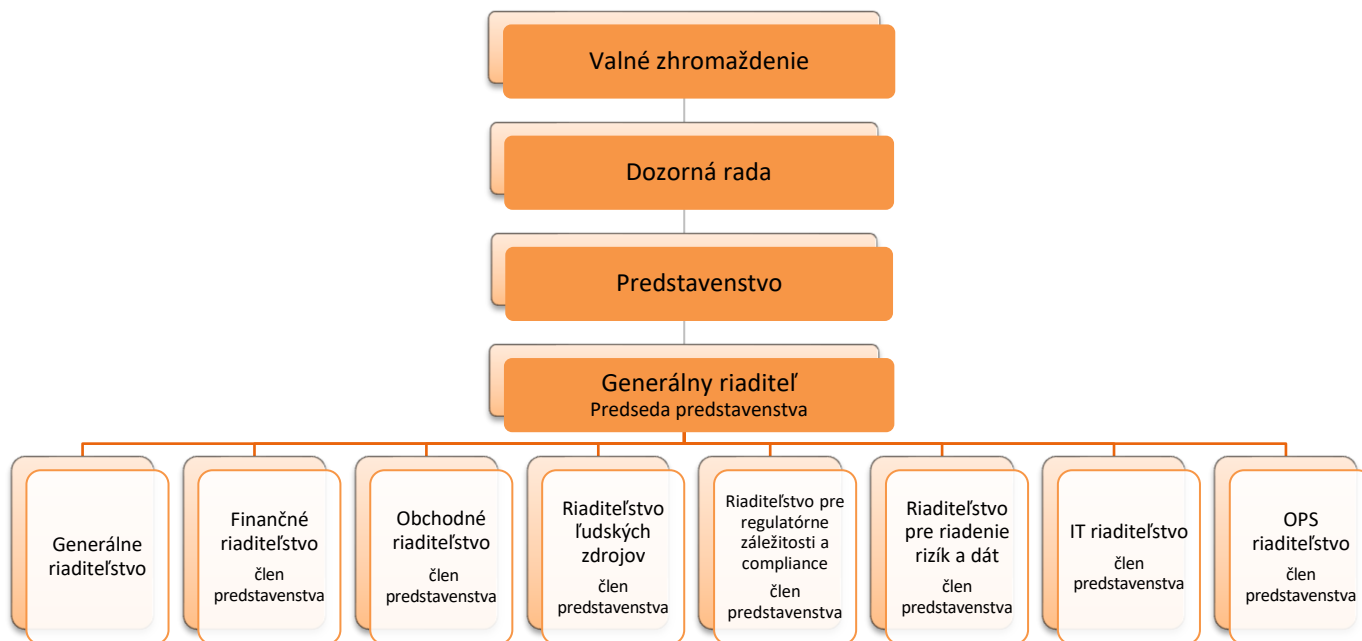 Valné zhromaždenie
Dozorná rada
Predstavenstvo
Generálny riaditeľ
Predseda predstavenstva
Generálne
riaditeľstvo
Finančné
riaditeľstvo
člen
predstavenstva
Obchodné
riaditeľstvo
člen
predstavenstva
Riaditeľstvo
ľudských
zdrojov
člen
predstavenstva
Riaditeľstvo pre
regulatórne
záležitosti a
compliance
člen
predstavenstva
Riaditeľstvo
pre riadenie
rizík a dát
člen
predstavenstva
IT riaditeľstvo
člen
predstavenstva
OPS
riaditeľstvo
člen
predstavenstva